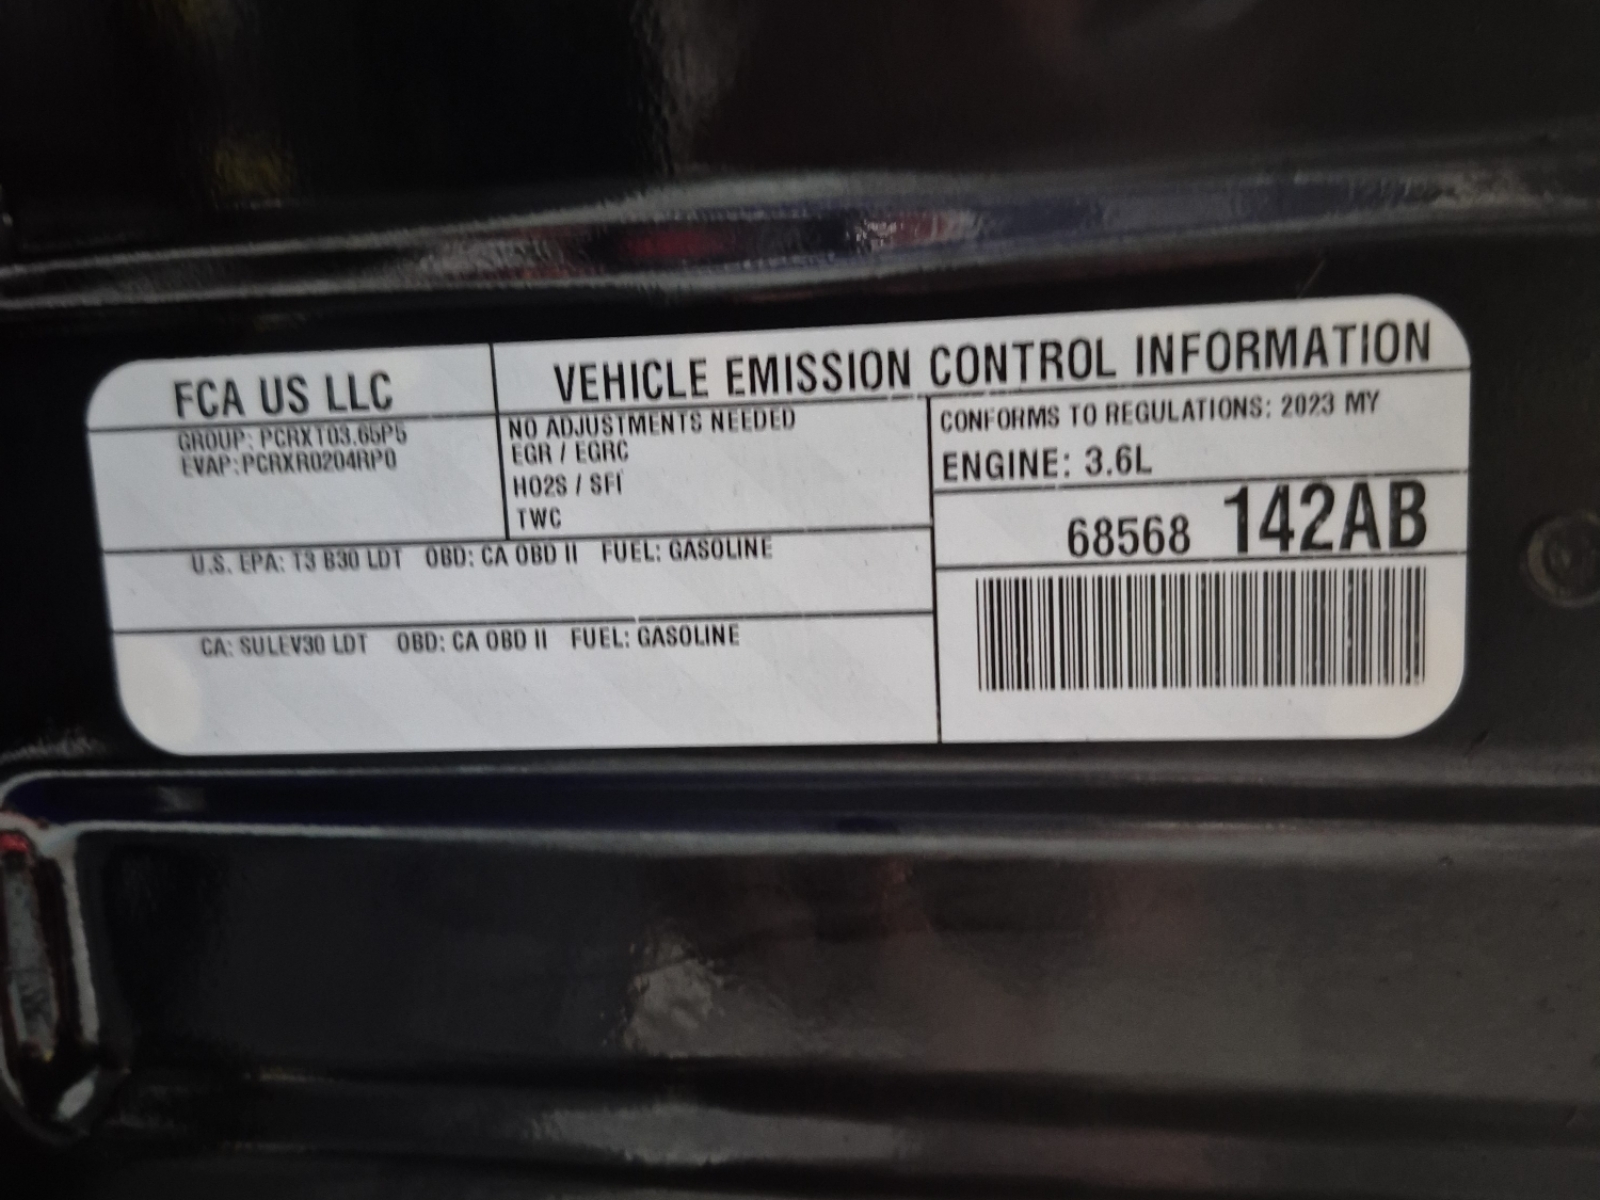 FCA US LLC
VEHICLE EMISSION CONTROL INFORMATION
GROUP: PCRXT03.65P5
EVAP: PCRXR0204RP0
NO ADJUSTMENTS NEEDED
EGR / EGRC
HO2S / SFI
TWC
CONFORMS TO REGULATIONS: 2023 MY
ENGINE: 3.6L
68568 142AB
U.S. EPA: T3 B30 LDT OBD: CA OBD II FUEL: GASOLINE
CA: SULEV30 LDT OBD: CA OBD II FUEL: GASOLINE